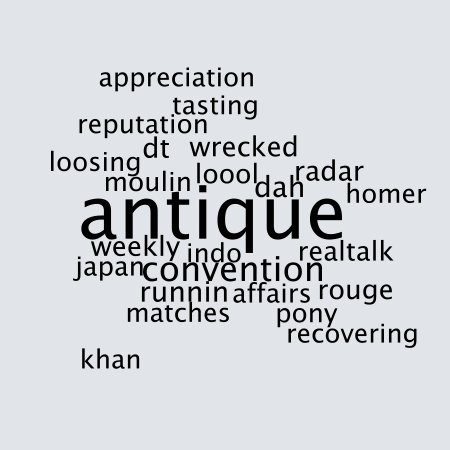 appreciation
tasting
reputation
dt wrecked
loosing loool radar
moulin dah homer
antique
weekly indo realtalk
japan convention
runnin affairs rouge
matches pony
recovering
khan